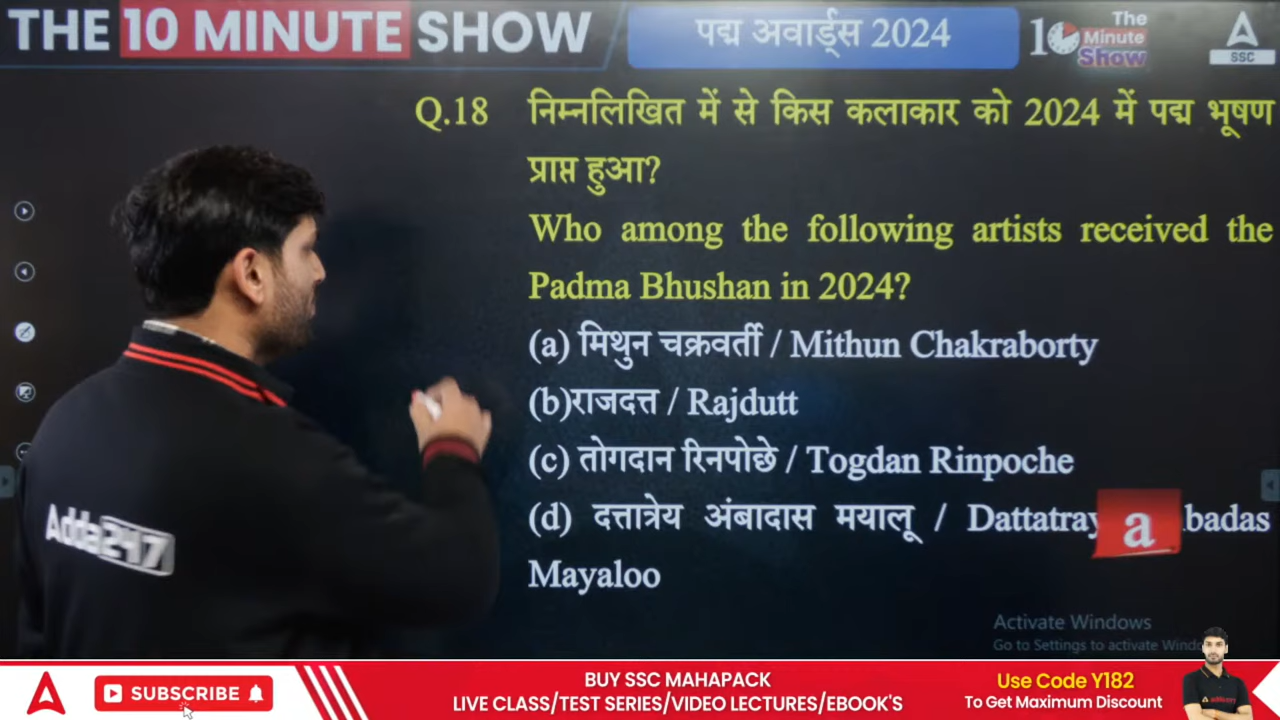 THE 10 MINUTE SHOW
पद्म अवार्ड्स 2024
The
10 Minute
Show
SSC
Q.18 निम्नलिखित में से किस कलाकार को 2024 में पद्म भूषण
प्राप्त हुआ?
Who among the following artists received the
Padma Bhushan in 2024?
(a) मिथुन चक्रवर्ती / Mithun Chakraborty
(b)राजदत्त / Rajdutt
(c) तोगदान रिनपोछे / Togdan Rinpoche
(d) दत्तात्रेय अंबादास मयालू / Dattatray a badas
Mayaloo
Adda247
Activate Windows
Go to Settings to activate Windo
SUBSCRIBE
BUY SSC MAHAPACK
LIVE CLASS/TEST SERIES/VIDEO LECTURES/EBOOK'S
Use Code Y182
To Get Maximum Discount